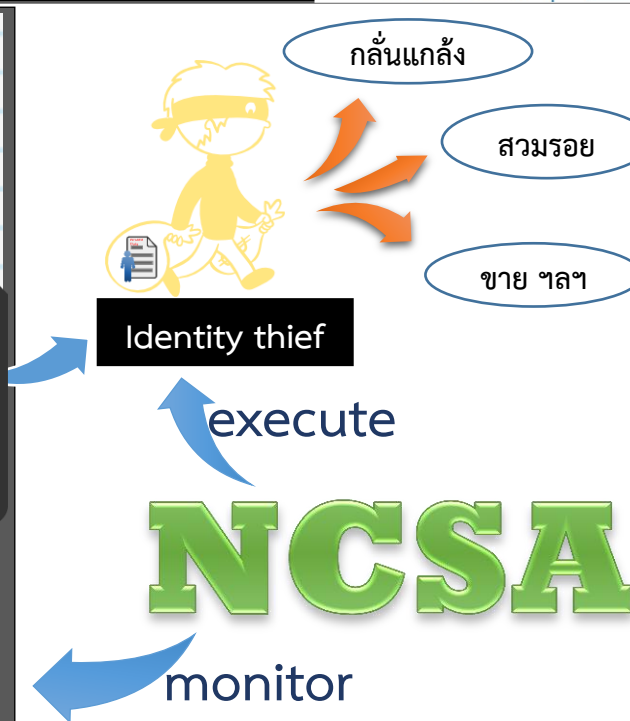 กลั่นแกล้ง
สวมรอย
ขาย ฯลฯ
Identity thief
execute
NCSA
monitor